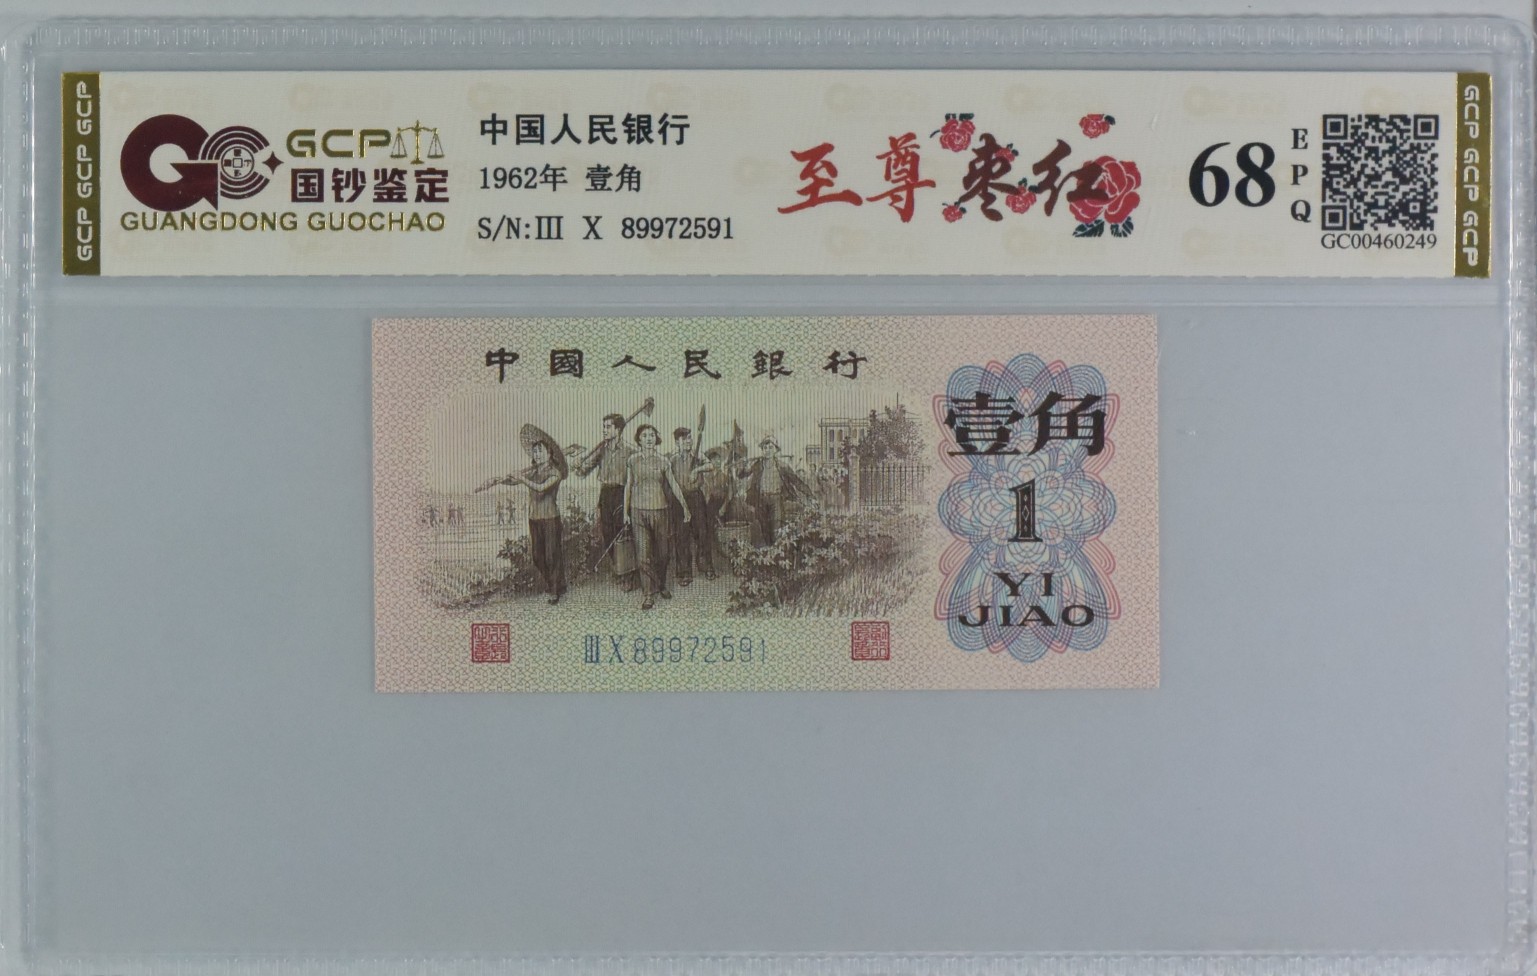 GCP GCP GCP
GCP
国钞鉴定
GUANGDONG GUOCHAO
中国人民银行
1962年 壹角
S/N:Ⅲ X 89972591
至尊枣红
68
EPQ
GC00460249
GCP GCP GCP
中國人民銀行
壹角
1
YI
JIAO
Ⅲ X 89972591